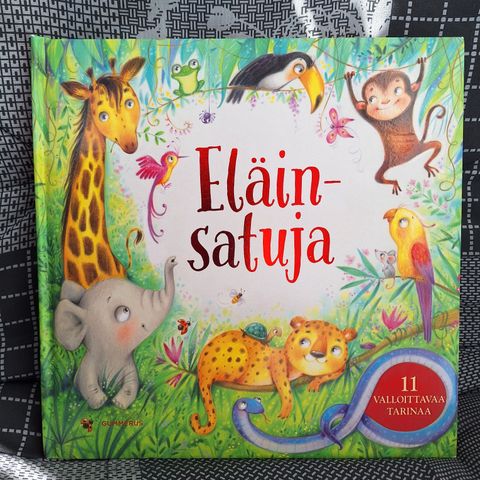 Eläin-
satuja
11
VALLOITTAVAA
TARINAA
GUMMERUS